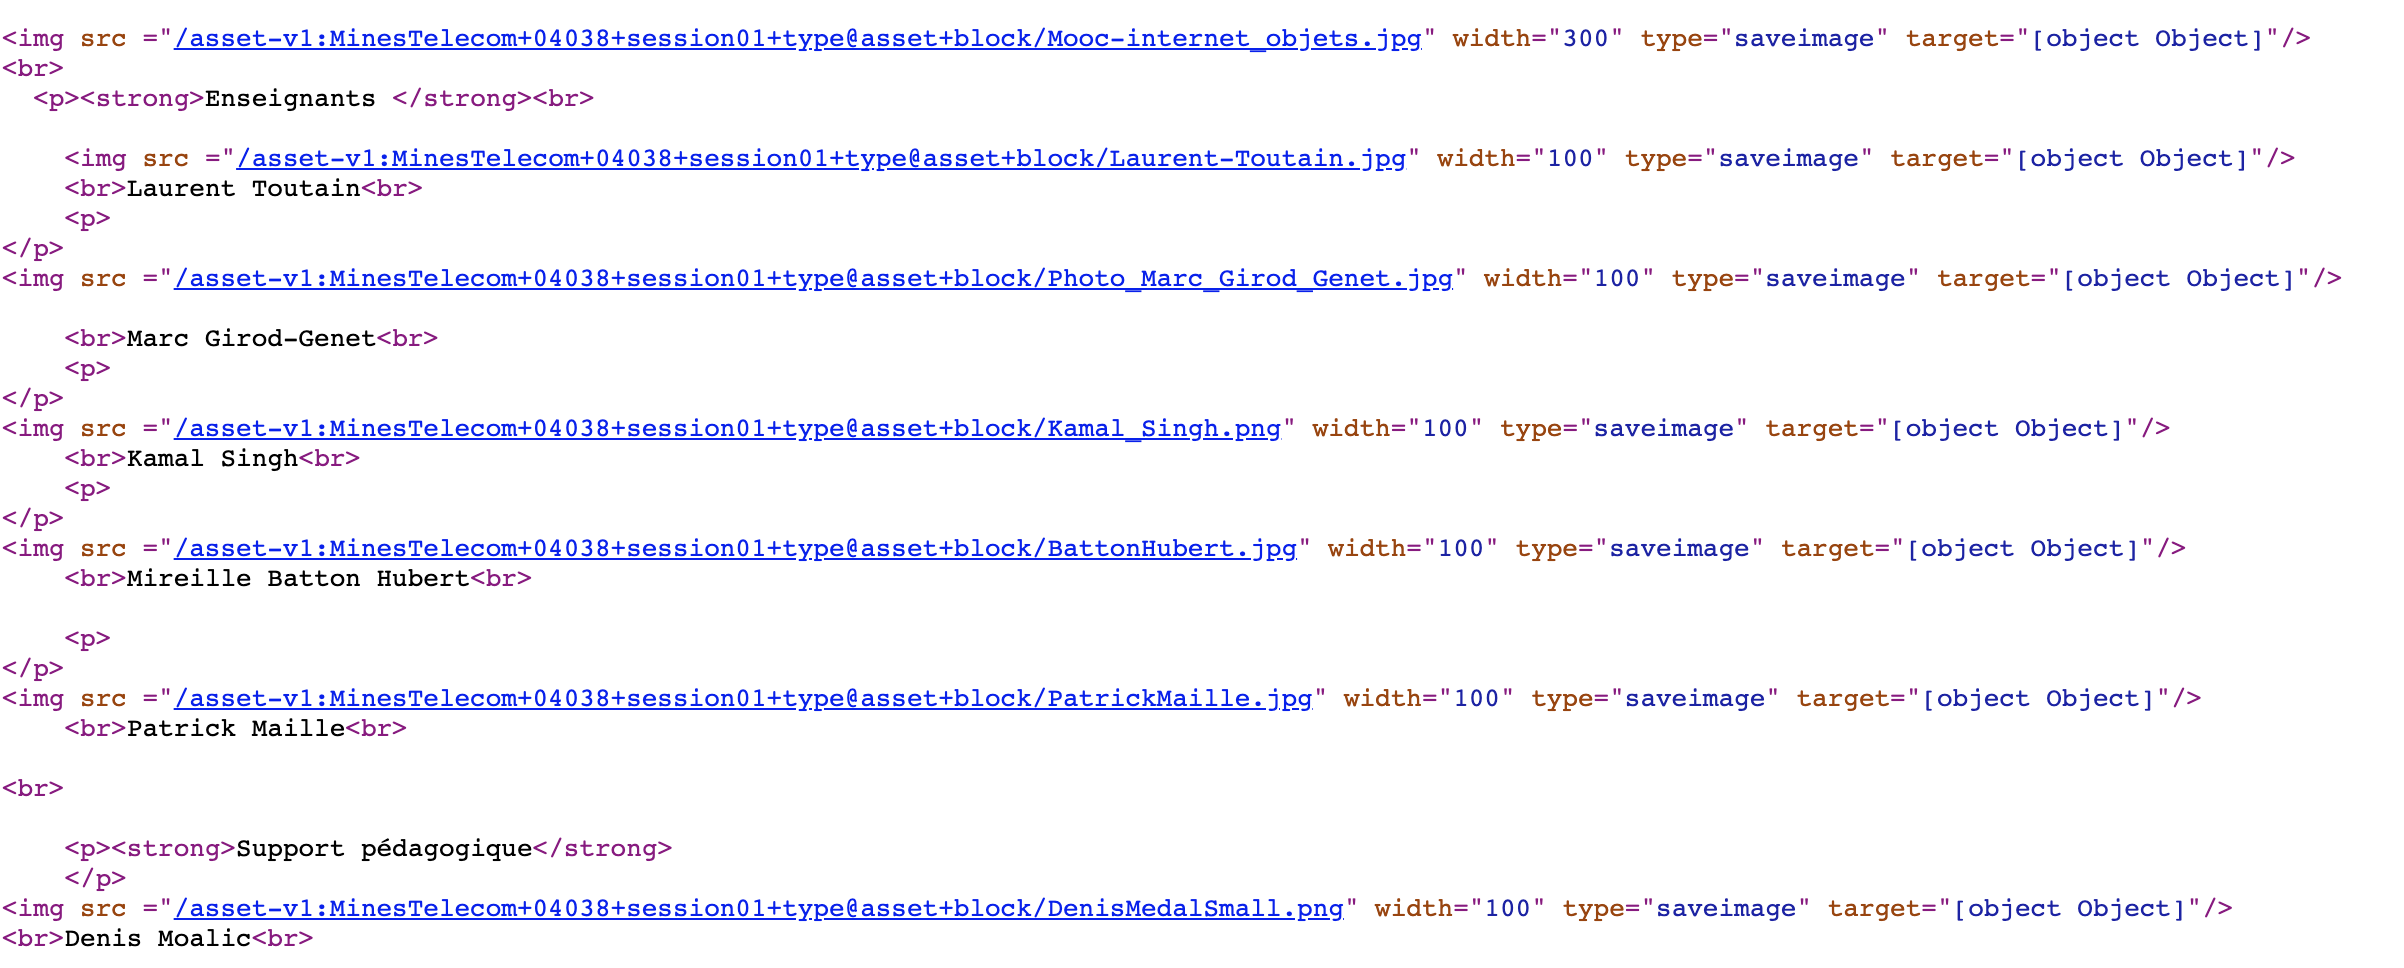 <img src ="/asset-v1:MinesTelecom+04038+session01+type@asset+block/Mooc-internet_objets.jpg" width="300" type="saveimage" target="[object Object]"/>
<br>
<p><strong>Enseignants </strong><br>
<img src ="/asset-v1:MinesTelecom+04038+session01+type@asset+block/Laurent-Toutain.jpg" width="100" type="saveimage" target="[object Object]"/>
<br>Laurent Toutain<br>
<p>
</p>
<img src ="/asset-v1:MinesTelecom+04038+session01+type@asset+block/Photo_Marc_Girod_Genet.jpg" width="100" type="saveimage" target="[object Object]"/>
<br>Marc Girod-Genet<br>
<p>
</p>
<img src ="/asset-v1:MinesTelecom+04038+session01+type@asset+block/Kamal_Singh.png" width="100" type="saveimage" target="[object Object]"/>
<br>Kamal Singh<br>
<p>
</p>
<img src ="/asset-v1:MinesTelecom+04038+session01+type@asset+block/BattonHubert.jpg" width="100" type="saveimage" target="[object Object]"/>
<br>Mireille Batton Hubert<br>
<p>
</p>
<img src ="/asset-v1:MinesTelecom+04038+session01+type@asset+block/PatrickMaille.jpg" width="100" type="saveimage" target="[object Object]"/>
<br>Patrick Maille<br>
<br>
<p><strong>Support pédagogique</strong>
</p>
<img src ="/asset-v1:MinesTelecom+04038+session01+type@asset+block/DenisMedalSmall.png" width="100" type="saveimage" target="[object Object]"/>
<br>Denis Moalic<br>